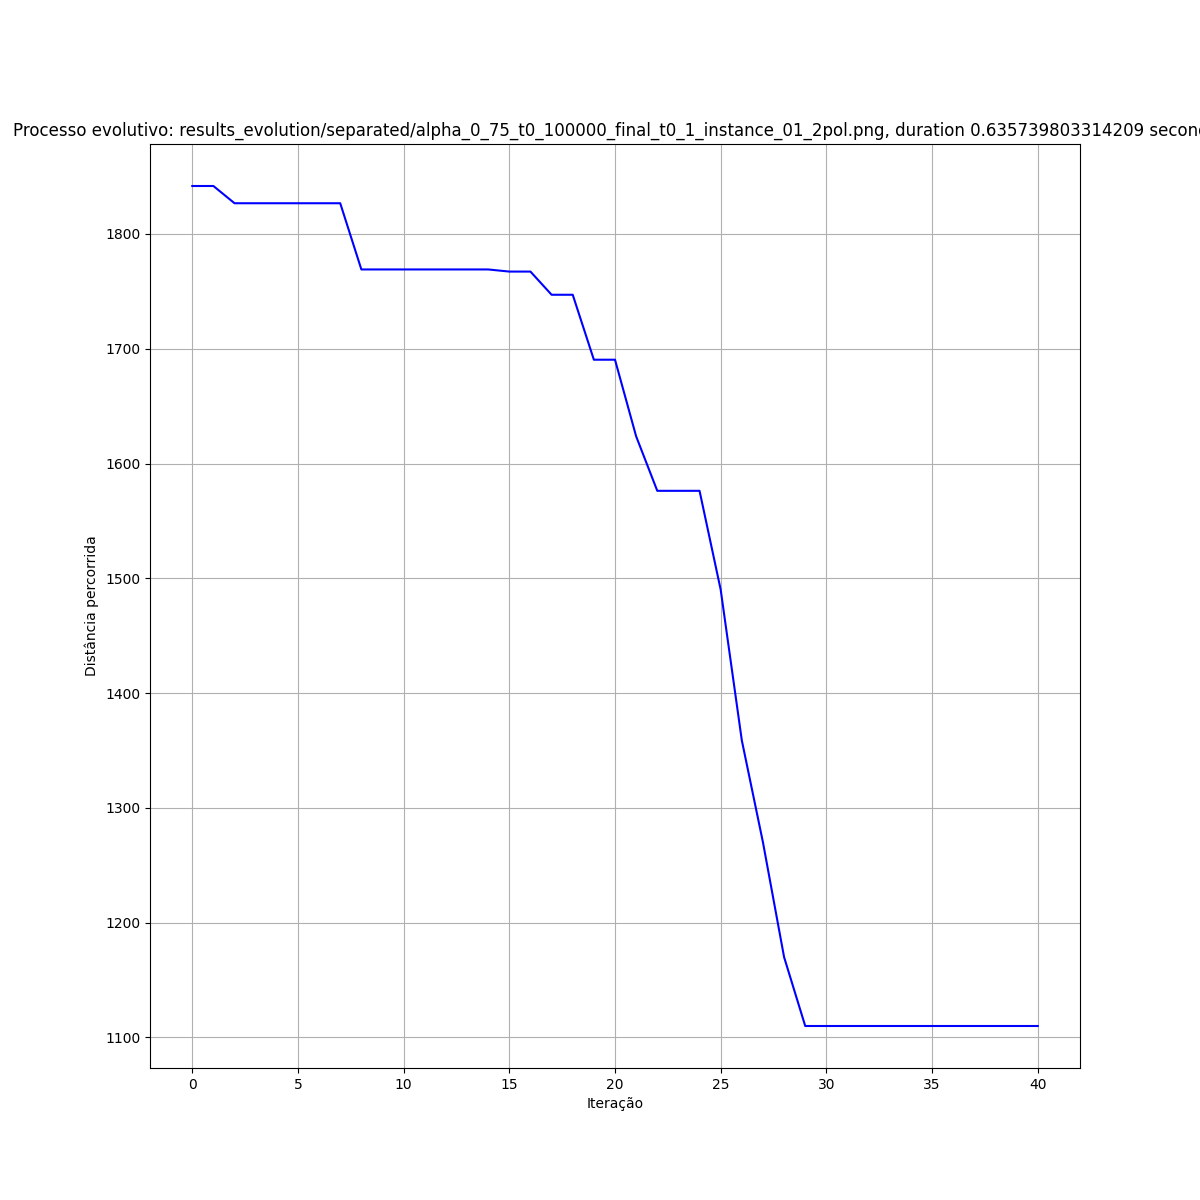 Processo evolutivo: results_evolution/separated/alpha_0_75_t0_100000_final_t0_1_instance_01_2pol.png, duration 0.635739803314209
1800
1700
1600
1500
1400
1300
1200
1100
Distância percorrida
0 5 10 15 20 25 30 35 40
Iteração